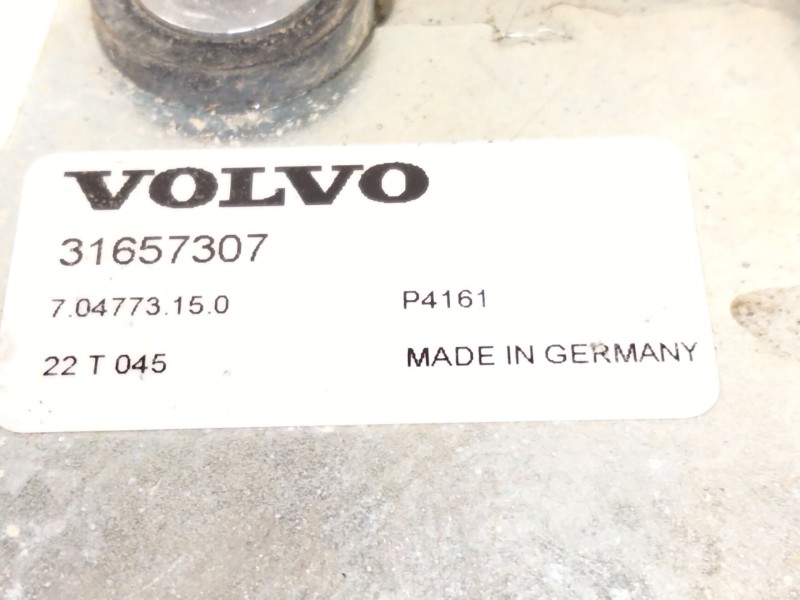 VOLVO
31657307
7.04773.15.0 P4161
22 T 045 MADE IN GERMANY